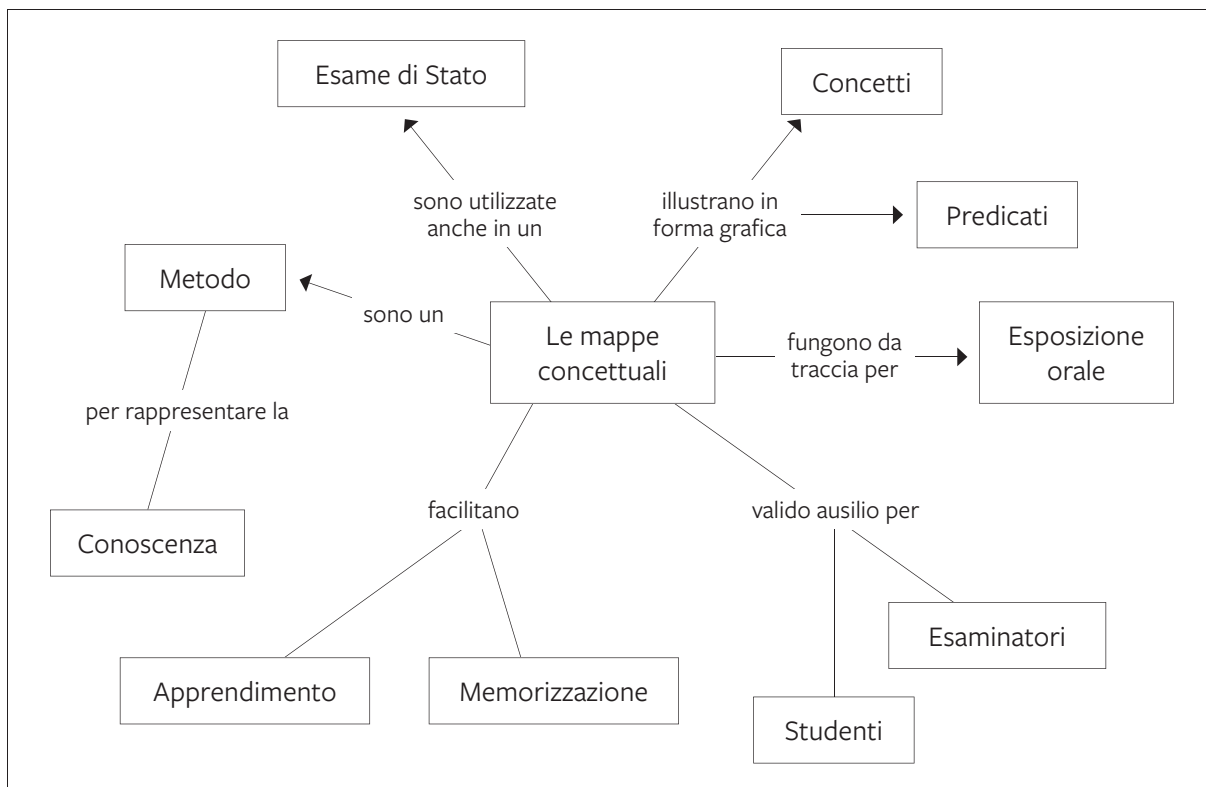 Esame di Stato
Concetti
sono utilizzate
anche in un
illustrano in
forma grafica
Predicati
Metodo
sono un
Le mappe
concettuali
fungono da
traccia per
Esposizione
orale
per rappresentare la
Conoscenza
facilitano
valido ausilio per
Esaminatori
Apprendimento
Memorizzazione
Studenti